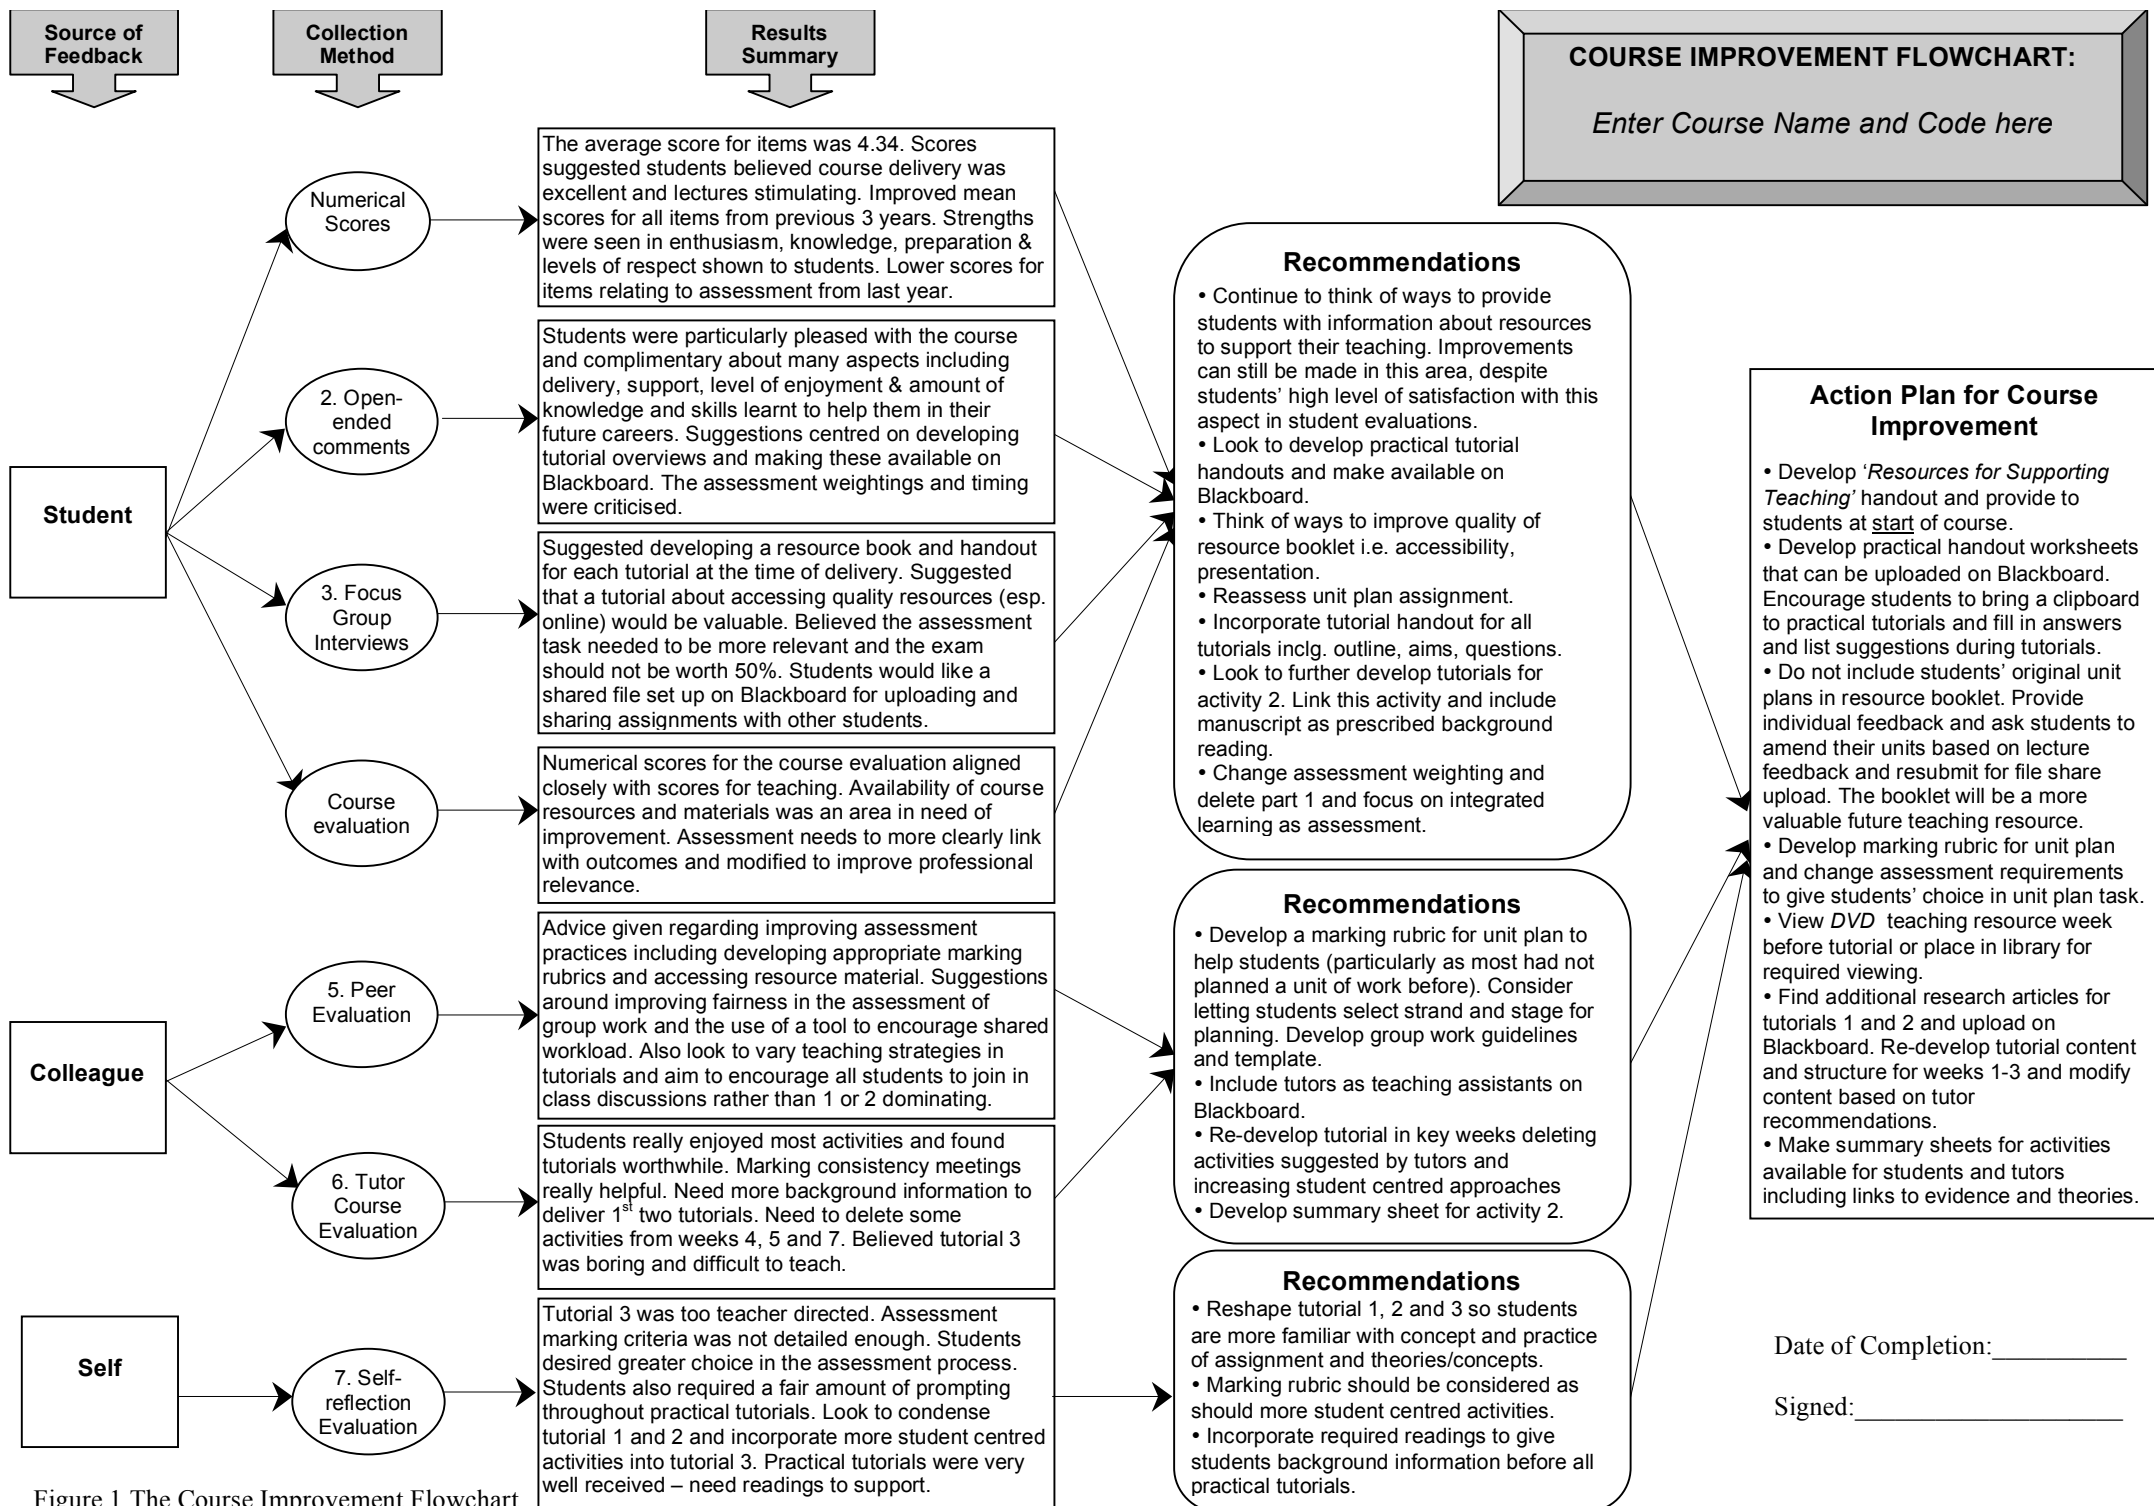 Source of
Feedback
Collection
Method
Results
Summary
COURSE IMPROVEMENT FLOWCHART:
Enter Course Name and Code here
Student
Numerical
Scores
The average score for items was 4.34. Scores
suggested students believed course delivery was
excellent and lectures stimulating. Improved mean
scores for all items from previous 3 years. Strengths
were seen in enthusiasm, knowledge, preparation &
levels of respect shown to students. Lower scores for
items relating to assessment from last year.
2. Open-
ended
comments
Students were particularly pleased with the course
and complimentary about many aspects including
delivery, support, level of enjoyment & amount of
knowledge and skills learnt to help them in their
future careers. Suggestions centred on developing
tutorial overviews and making these available on
Blackboard. The assessment weightings and timing
were criticised.
3. Focus
Group
Interviews
Suggested developing a resource book and handout
for each tutorial at the time of delivery. Suggested
that a tutorial about accessing quality resources (esp.
online) would be valuable. Believed the assessment
task needed to be more relevant and the exam
should not be worth 50%. Students would like a
shared file set up on Blackboard for uploading and
sharing assignments with other students.
Course
evaluation
Numerical scores for the course evaluation aligned
closely with scores for teaching. Availability of course
resources and materials was an area in need of
improvement. Assessment needs to more clearly link
with outcomes and modified to improve professional
relevance.
Recommendations
• Continue to think of ways to provide
students with information about resources
to support their teaching. Improvements
can still be made in this area, despite
students’ high level of satisfaction with this
aspect in student evaluations.
• Look to develop practical tutorial
handouts and make available on
Blackboard.
• Think of ways to improve quality of
resource booklet i.e. accessibility,
presentation.
• Reassess unit plan assignment.
• Incorporate tutorial handout for all
tutorials inclg. outline, aims, questions.
• Look to further develop tutorials for
activity 2. Link this activity and include
manuscript as prescribed background
reading.
• Change assessment weighting and
delete part 1 and focus on integrated
learning as assessment.
Colleague
5. Peer
Evaluation
Advice given regarding improving assessment
practices including developing appropriate marking
rubrics and accessing resource material. Suggestions
around improving fairness in the assessment of
group work and the use of a tool to encourage shared
workload. Also look to vary teaching strategies in
tutorials and aim to encourage all students to join in
class discussions rather than 1 or 2 dominating.
6. Tutor
Course
Evaluation
Students really enjoyed most activities and found
tutorials worthwhile. Marking consistency meetings
really helpful. Need more background information to
deliver 1st two tutorials. Need to delete some
activities from weeks 4, 5 and 7. Believed tutorial 3
was boring and difficult to teach.
Recommendations
• Develop a marking rubric for unit plan to
help students (particularly as most had not
planned a unit of work before). Consider
letting students select strand and stage for
planning. Develop group work guidelines
and template.
• Include tutors as teaching assistants on
Blackboard.
• Re-develop tutorial in key weeks deleting
activities suggested by tutors and
increasing student centred approaches
• Develop summary sheet for activity 2.
Self
7. Self-
reflection
Evaluation
Tutorial 3 was too teacher directed. Assessment
marking criteria was not detailed enough. Students
desired greater choice in the assessment process.
Students also required a fair amount of prompting
throughout practical tutorials. Look to condense
tutorial 1 and 2 and incorporate more student centred
activities into tutorial 3. Practical tutorials were very
well received – need readings to support.
Recommendations
• Reshape tutorial 1, 2 and 3 so students
are more familiar with concept and practice
of assignment and theories/concepts.
• Marking rubric should be considered as
should more student centred activities.
• Incorporate required readings to give
students background information before all
practical tutorials.
Action Plan for Course
Improvement
• Develop ‘Resources for Supporting
Teaching’ handout and provide to
students at start of course.
• Develop practical handout worksheets
that can be uploaded on Blackboard.
Encourage students to bring a clipboard
to practical tutorials and fill in answers
and list suggestions during tutorials.
• Do not include students’ original unit
plans in resource booklet. Provide
individual feedback and ask students to
amend their units based on lecture
feedback and resubmit for file share
upload. The booklet will be a more
valuable future teaching resource.
• Develop marking rubric for unit plan
and change assessment requirements
to give students’ choice in unit plan task.
• View DVD teaching resource week
before tutorial or place in library for
required viewing.
• Find additional research articles for
tutorials 1 and 2 and upload on
Blackboard. Re-develop tutorial content
and structure for weeks 1-3 and modify
content based on tutor
recommendations.
• Make summary sheets for activities
available for students and tutors
including links to evidence and theories.
Date of Completion:__________
Signed:____________________
Figure 1 The Course Improvement Flowchart